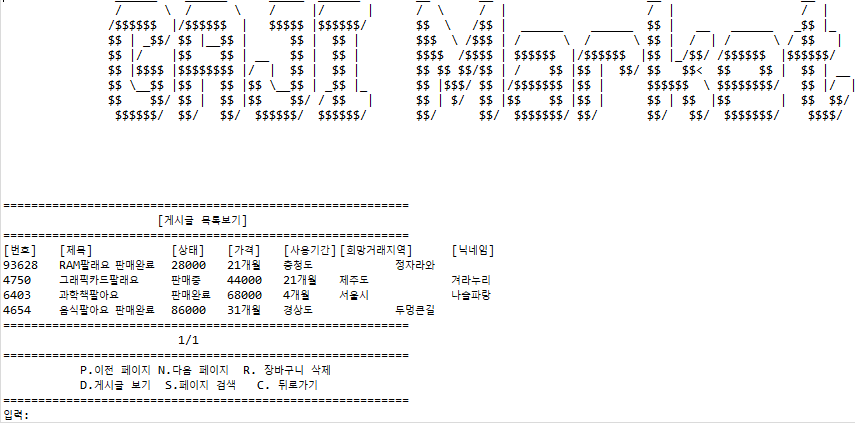 GAJI Market
==========================================================
[게시글 목록보기]
==========================================================
[번호] [제목] [상태] [가격] [사용기간] [희망거래지역] [닉네임]
93628 RAM팔래요 판매완료 28000 21개월 충청도 정자라와
4750 그래픽카드팔래요 판매중 44000 21개월 제주도 겨라누리
6403 과학책팔아요 판매완료 68000 4개월 서울시 나슬파랑
4654 음식팔아요 판매완료 86000 31개월 경상도 두멍큰길
==========================================================
1/1
==========================================================
P.이전 페이지 N.다음 페이지 R. 장바구니 삭제
D.게시글 보기 S.페이지 검색 C. 뒤로가기
==========================================================
입력: